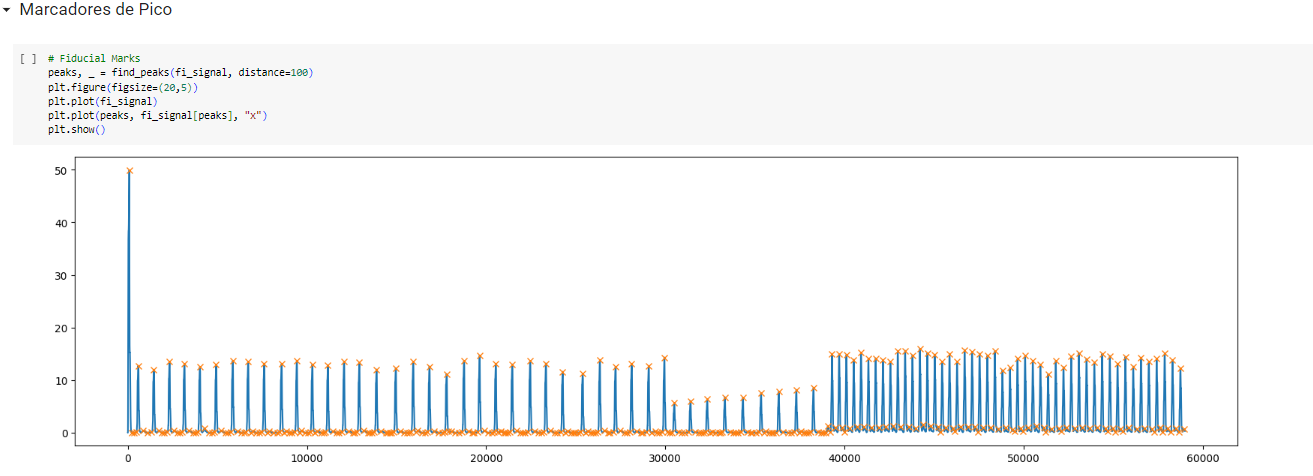 Marcadores de Pico
[ ] # Fiducial Marks
peaks, _ = find_peaks(fi_signal, distance=100)
plt.figure(figsize=(20,5))
plt.plot(fi_signal)
plt.plot(peaks, fi_signal[peaks], "x")
plt.show()
50
40
30
20
10
0
0 10000 20000 30000 40000 50000 60000